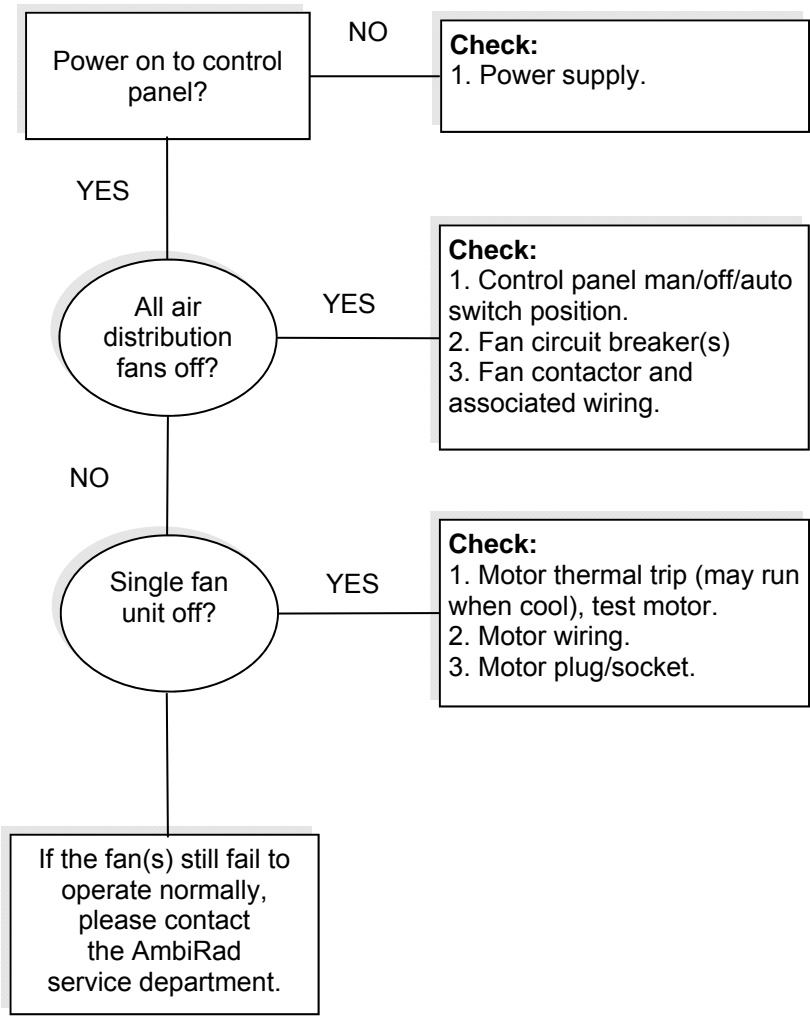 Power on to control
panel?
NO
Check:
1. Power supply.
YES
All air
distribution
fans off?
YES
Check:
1. Control panel man/off/auto
switch position.
2. Fan circuit breaker(s)
3. Fan contactor and
associated wiring.
NO
Single fan
unit off?
YES
Check:
1. Motor thermal trip (may run
when cool), test motor.
2. Motor wiring.
3. Motor plug/socket.
If the fan(s) still fail to
operate normally,
please contact
the AmbiRad
service department.